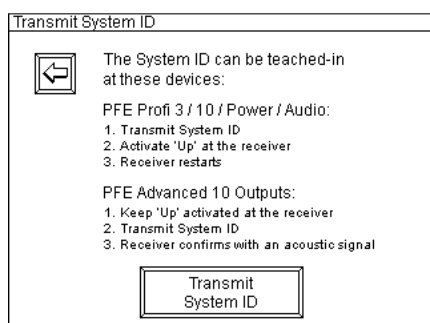 Transmit System ID
The System ID can be teached-in
at these devices:
PFE Profi 3 / 10 / Power / Audio:
1. Transmit System ID
2. Activate 'Up' at the receiver
3. Receiver restarts
PFE Advanced 10 Outputs:
1. Keep 'Up' activated at the receiver
2. Transmit System ID
3. Receiver confirms with an acoustic signal
Transmit
System ID